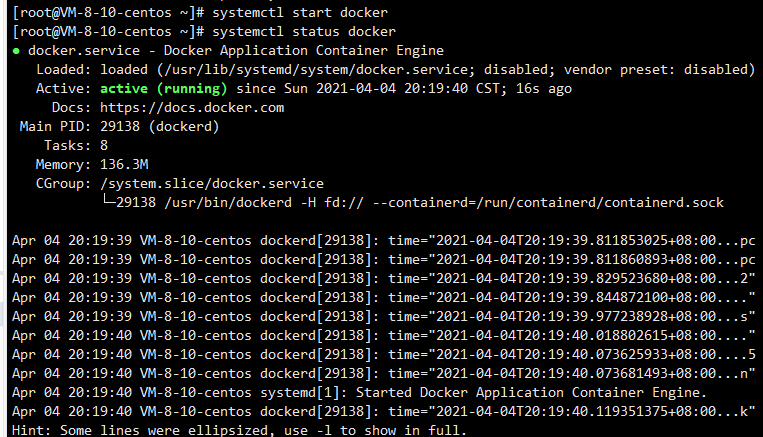 [root@VM-8-10-centos ~]# systemctl start docker
[root@VM-8-10-centos ~]# systemctl status docker
● docker.service - Docker Application Container Engine
   Loaded: loaded (/usr/lib/systemd/system/docker.service; disabled; vendor preset: disabled)
   Active: active (running) since Sun 2021-04-04 20:19:40 CST; 16s ago
     Docs: https://docs.docker.com
 Main PID: 29138 (dockerd)
    Tasks: 8
   Memory: 136.3M
   CGroup: /system.slice/docker.service
           └─29138 /usr/bin/dockerd -H fd:// --containerd=/run/containerd/containerd.sock

Apr 04 20:19:39 VM-8-10-centos dockerd[29138]: time="2021-04-04T20:19:39.811853025+08:00...pc
Apr 04 20:19:39 VM-8-10-centos dockerd[29138]: time="2021-04-04T20:19:39.811860893+08:00...pc
Apr 04 20:19:39 VM-8-10-centos dockerd[29138]: time="2021-04-04T20:19:39.829523680+08:00...2"
Apr 04 20:19:39 VM-8-10-centos dockerd[29138]: time="2021-04-04T20:19:39.844872100+08:00...."
Apr 04 20:19:39 VM-8-10-centos dockerd[29138]: time="2021-04-04T20:19:39.977238928+08:00...s"
Apr 04 20:19:40 VM-8-10-centos dockerd[29138]: time="2021-04-04T20:19:40.018802615+08:00...."
Apr 04 20:19:40 VM-8-10-centos dockerd[29138]: time="2021-04-04T20:19:40.073625933+08:00....5
Apr 04 20:19:40 VM-8-10-centos dockerd[29138]: time="2021-04-04T20:19:40.073681493+08:00...n"
Apr 04 20:19:40 VM-8-10-centos systemd[1]: Started Docker Application Container Engine.
Apr 04 20:19:40 VM-8-10-centos dockerd[29138]: time="2021-04-04T20:19:40.119351375+08:00...k"
Hint: Some lines were ellipsized, use -l to show in full.